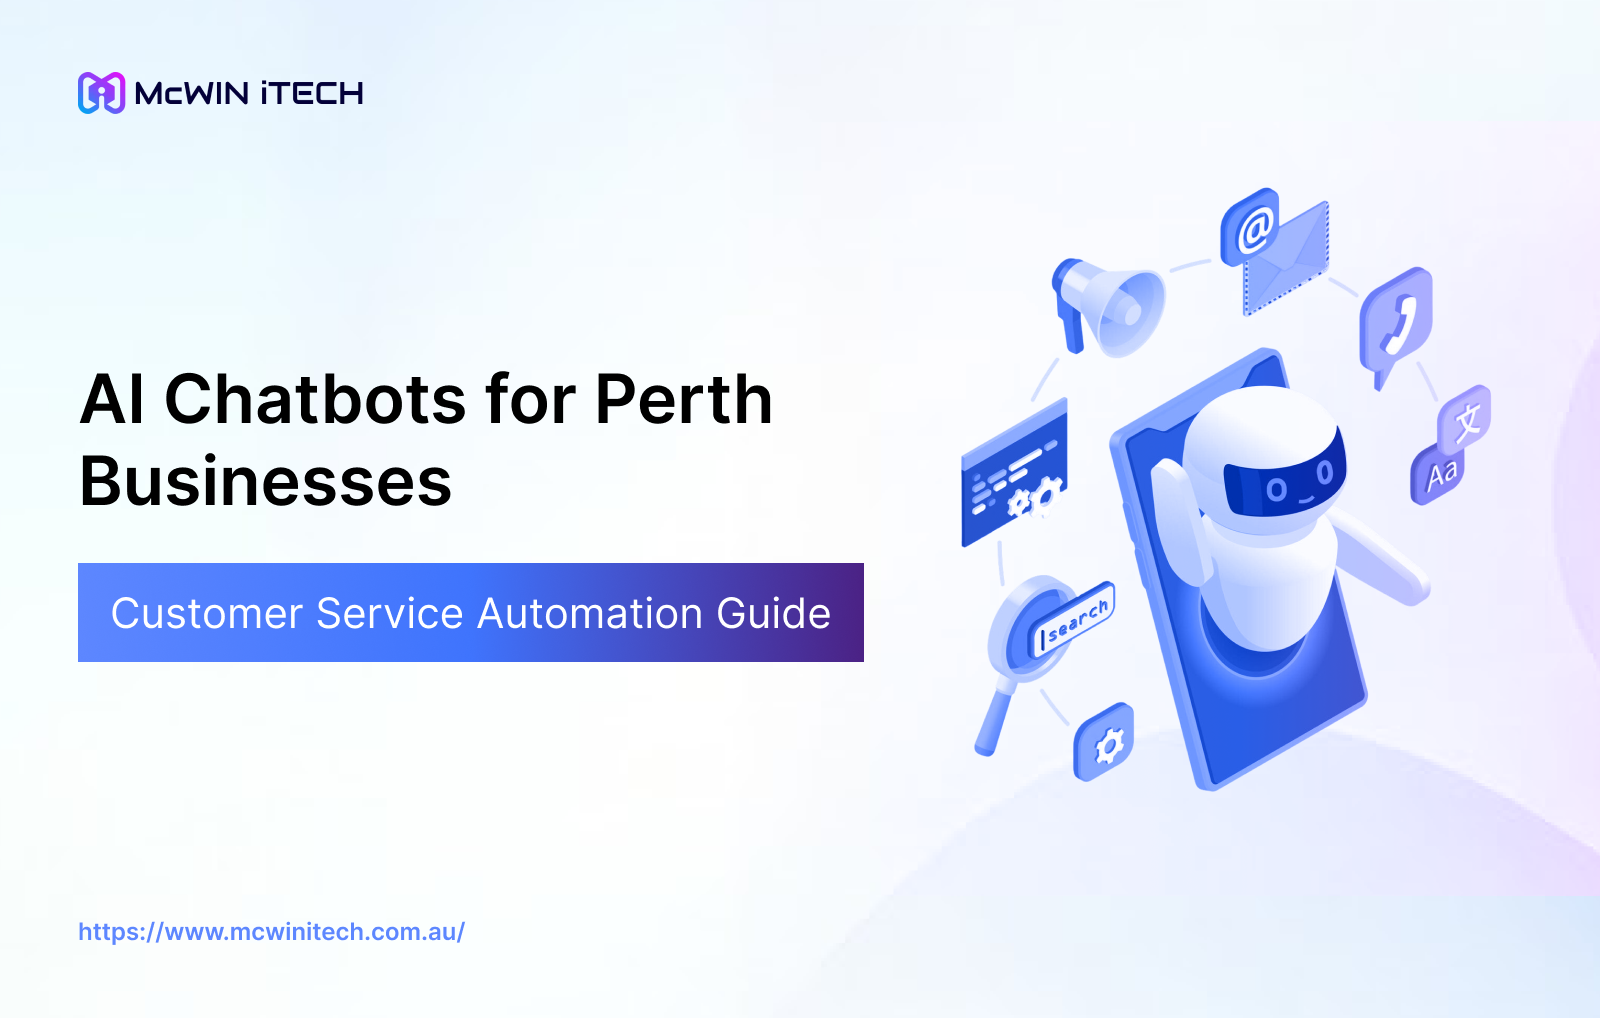 McWIN iTECH
AI Chatbots for Perth
Businesses
Customer Service Automation Guide
https://www.mcwinitech.com.au/
@
文
Aa
search